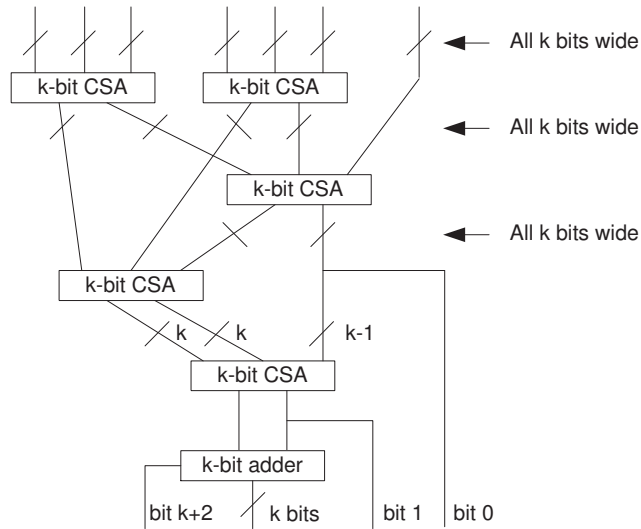 All k bits wide
k-bit CSA
k-bit CSA
All k bits wide
k-bit CSA
All k bits wide
k-bit CSA
k
k
k-1
k-bit CSA
k-bit adder
bit k+2
k bits
bit 1
bit 0